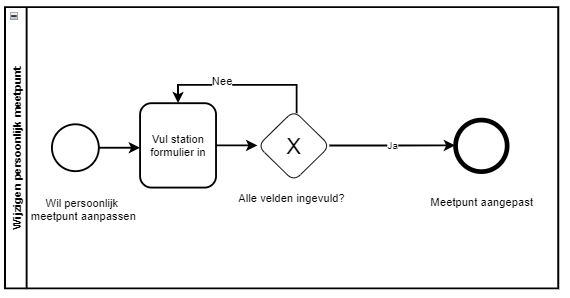 Wijzigen persoonlijk meetpunt
Nee
Vul station
formulier in
X
Ja
Alle velden ingevuld?
Wil persoonlijk
meetpunt aanpassen
Meetpunt aangepast